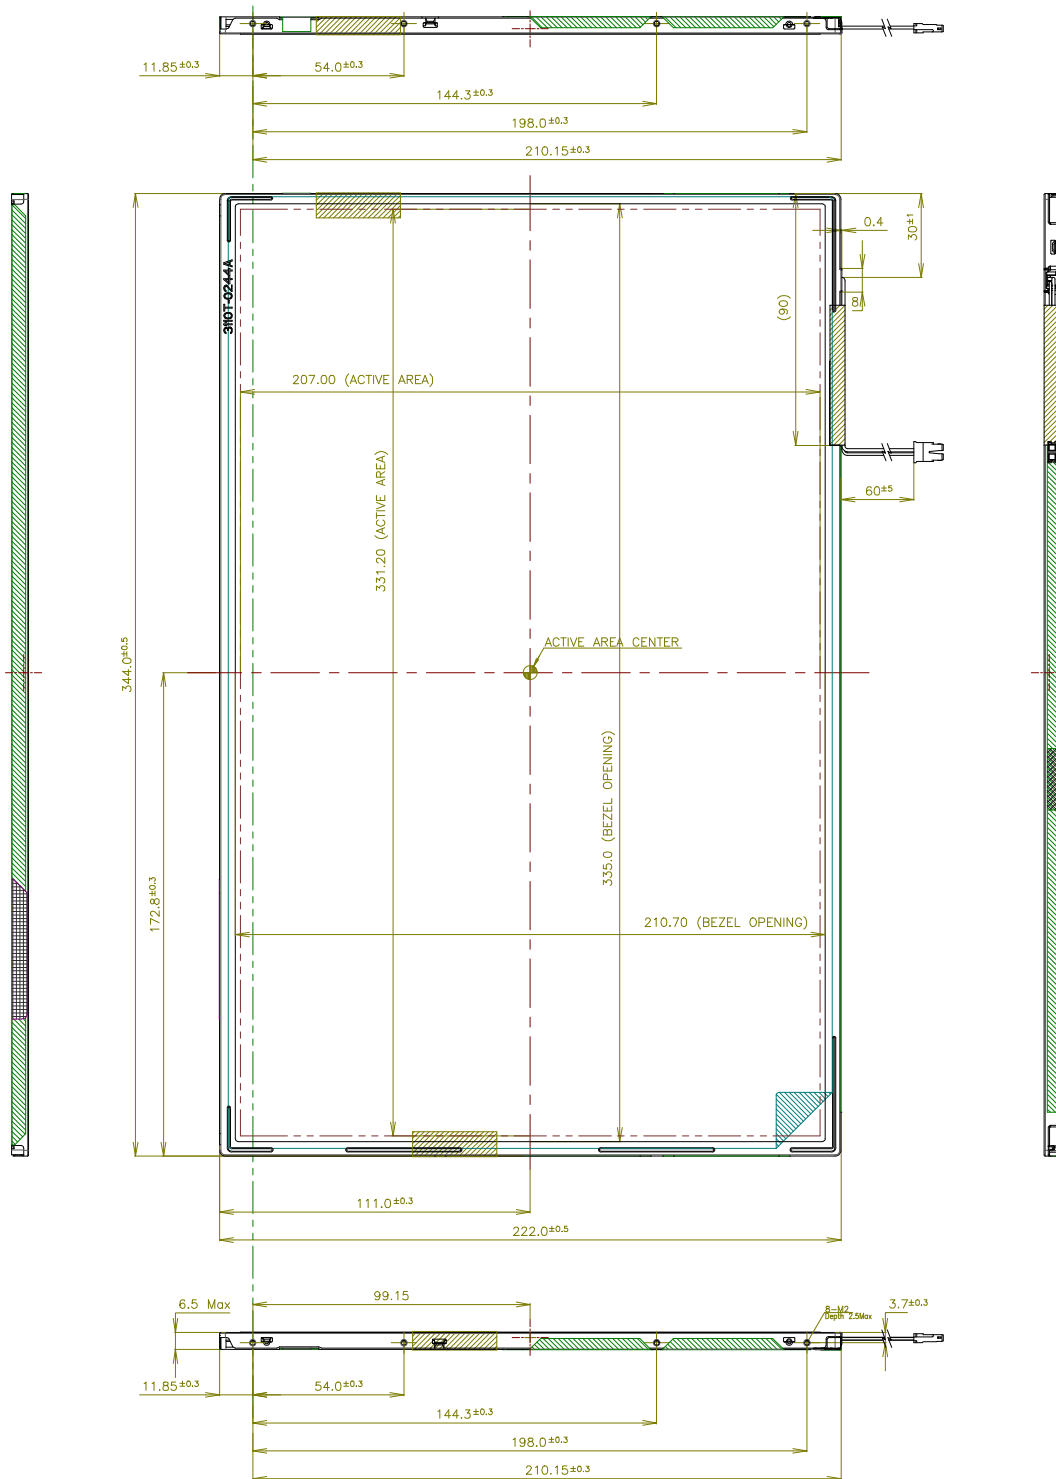 11.85±0.3
54.0±0.3
144.3±0.3
198.0±0.3
210.15±0.3
0.4
30±1
8
(90)
3110T-0244A
207.00 (ACTIVE AREA)
331.20 (ACTIVE AREA)
60±5
ACTIVE AREA CENTER
344.0±0.5
172.8±0.3
335.0 (BEZEL OPENING)
210.70 (BEZEL OPENING)
111.0±0.3
222.0±0.5
6.5 Max
99.15
8-M2
Depth 2.5Max
3.7±0.3
11.85±0.3
54.0±0.3
144.3±0.3
198.0±0.3
210.15±0.3